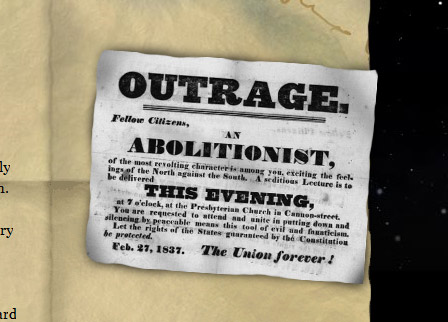 OUTRAGE.
Fellow Citizens,
AN
ABOLITIONIST,
of the most revolting character is among you, exciting the feel-
ings of the North against the South. A seditious Lecture is to
be delivered
THIS EVENING,
at 7 o'clock, at the Presbyterian Church in Cannon-street.
You are requested to attend and unite in putting down and
silencing by peaceable means this tool of evil and fanaticism.
Let the rights of the States guaranteed by the Constitution
be protected.
Feb. 27, 1837. The Union forever!
ly
n.
ry
ard